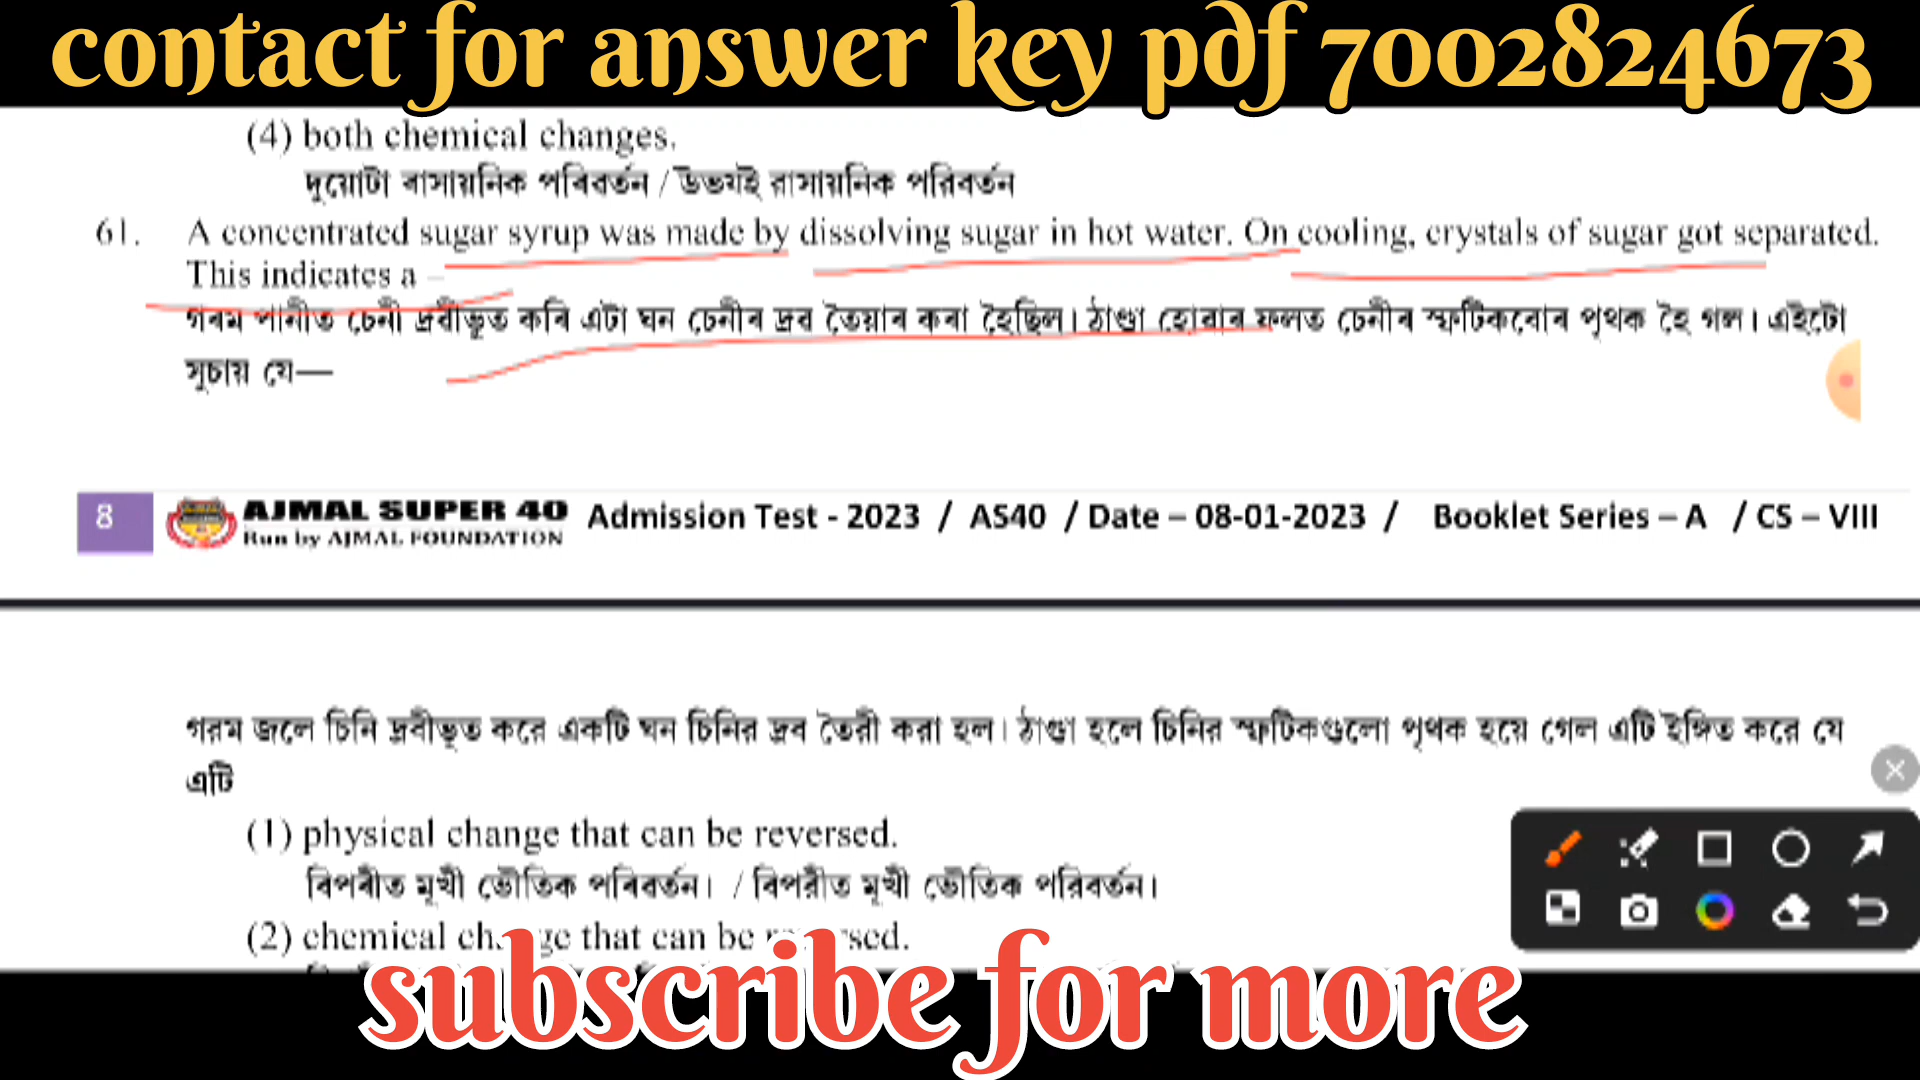 contact for answer key pdf 7002824673
(4) both chemical changes.
দুয়োটা ৰাসায়নিক পৰিবৰ্তন / উভয়ই রাসায়নিক পরিবর্তন
61. A concentrated sugar syrup was made by dissolving sugar in hot water. On cooling, crystals of sugar got separated.
This indicates a –
গৰম পানীত চেনী দ্ৰবীভূত কৰি এটা ঘন চেনীৰ দ্ৰব তৈয়াৰ কৰা হৈছিল। ঠাণ্ডা হোৱাৰ ফলত চেনীৰ স্ফটিকবোৰ পৃথক হৈ গল। এইটো
সূচায় যে—
8 AJMAL SUPER 40 Admission Test - 2023 / AS40 / Date – 08-01-2023 / Booklet Series – A / CS – VIII
Run by AJMAL FOUNDATION
গরম জলে চিনি দ্রবীভূত করে একটি ঘন চিনির দ্রব তৈরী করা হল। ঠাণ্ডা হলে চিনির স্ফটিকগুলো পৃথক হয়ে গেল এটি ইঙ্গিত করে যে
এটি
(1) physical change that can be reversed.
বিপৰীত মূখী ভৌতিক পৰিবৰ্তন। / বিপরীত মূখী ভৌতিক পরিবর্তন।
(2) chemical that can be
subscribe for more